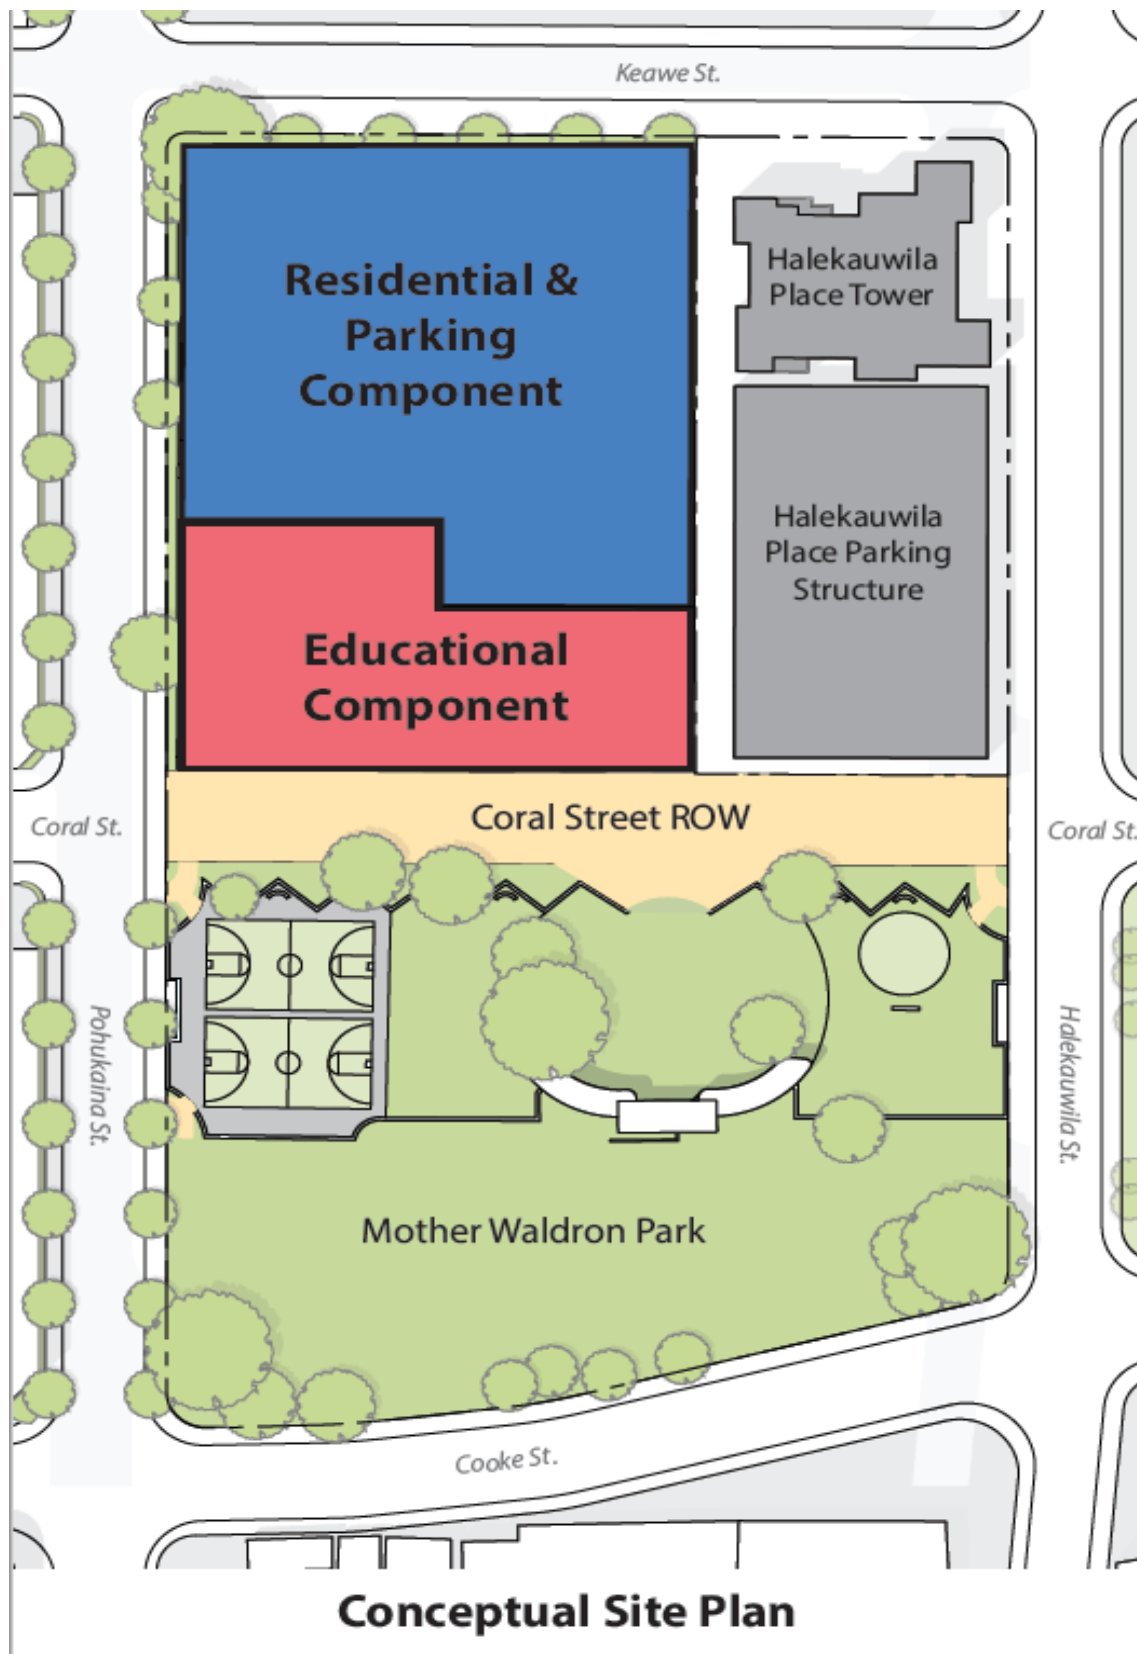 Keawe St.
Residential &
Parking
Component
Halekauwila
Place Tower
Halekauwila
Place Parking
Structure
Educational
Component
Coral St.
Coral Street ROW
Coral St.
Pohukaina St.
Halekauwila St.
Mother Waldron Park
Cooke St.
Conceptual Site Plan